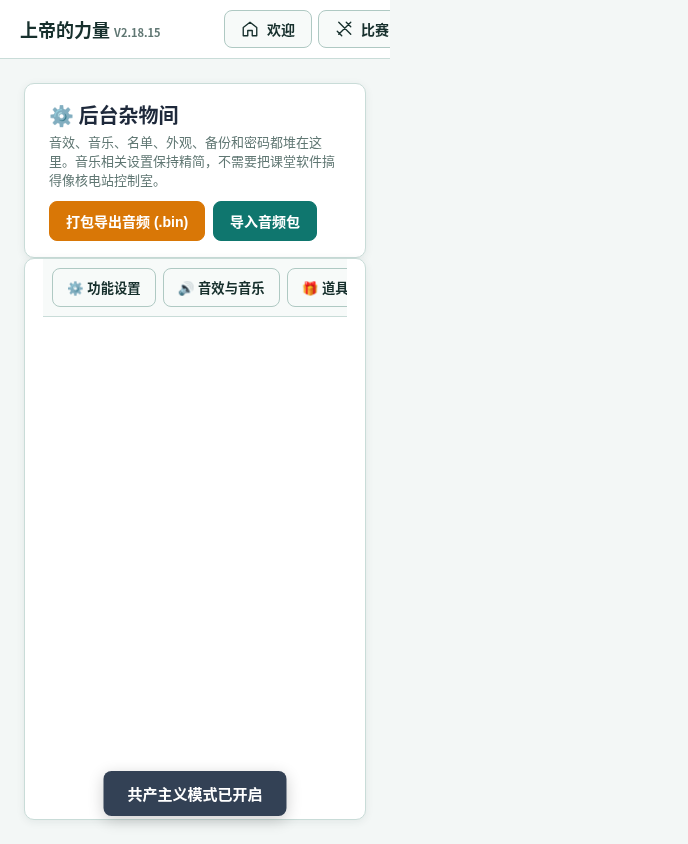 上帝的力量 V2.18.15
欢迎
比赛
⚙️ 后台杂物间
音效、音乐、名单、外观、备份和密码都堆在这
里。音乐相关设置保持精简，不需要把课堂软件搞
得像核电站控制室。
打包导出音频 (.bin)
导入音频包
⚙️ 功能设置
🔊 音效与音乐
🎁 道具
共产主义模式已开启